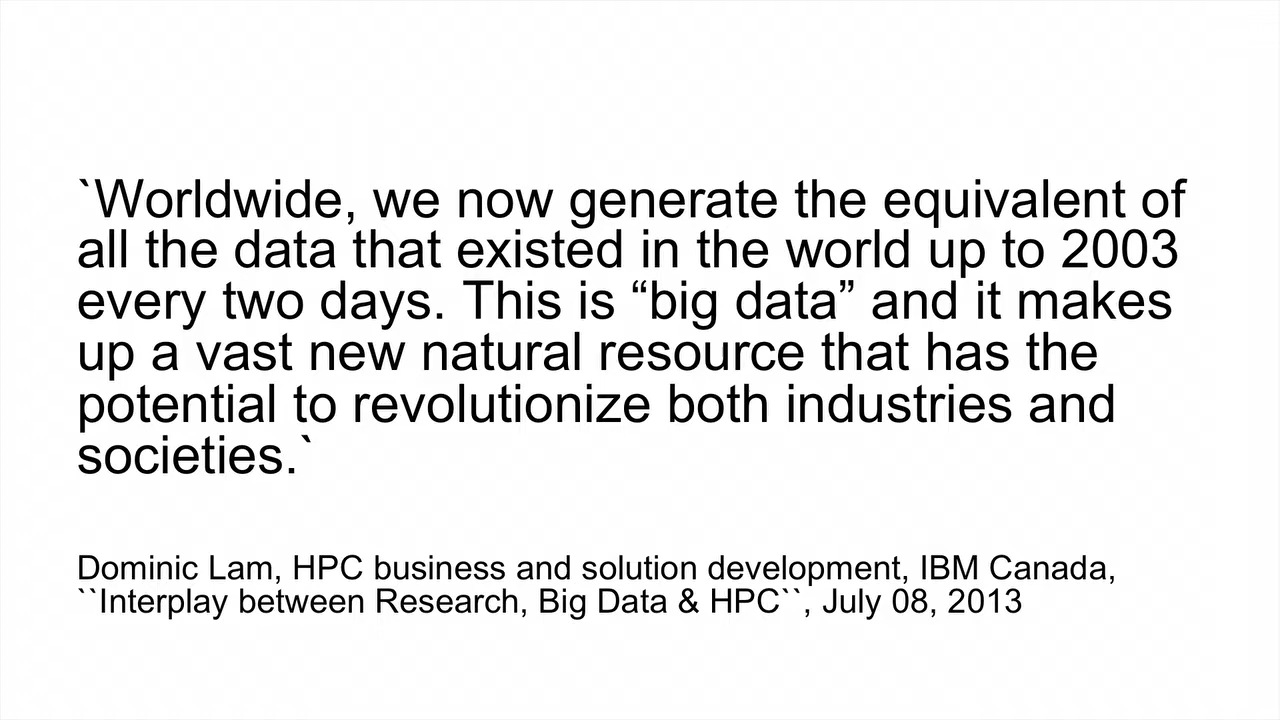 `Worldwide, we now generate the equivalent of
all the data that existed in the world up to 2003
every two days. This is “big data” and it makes
up a vast new natural resource that has the
potential to revolutionize both industries and
societies.`
Dominic Lam, HPC business and solution development, IBM Canada,
``Interplay between Research, Big Data & HPC``, July 08, 2013